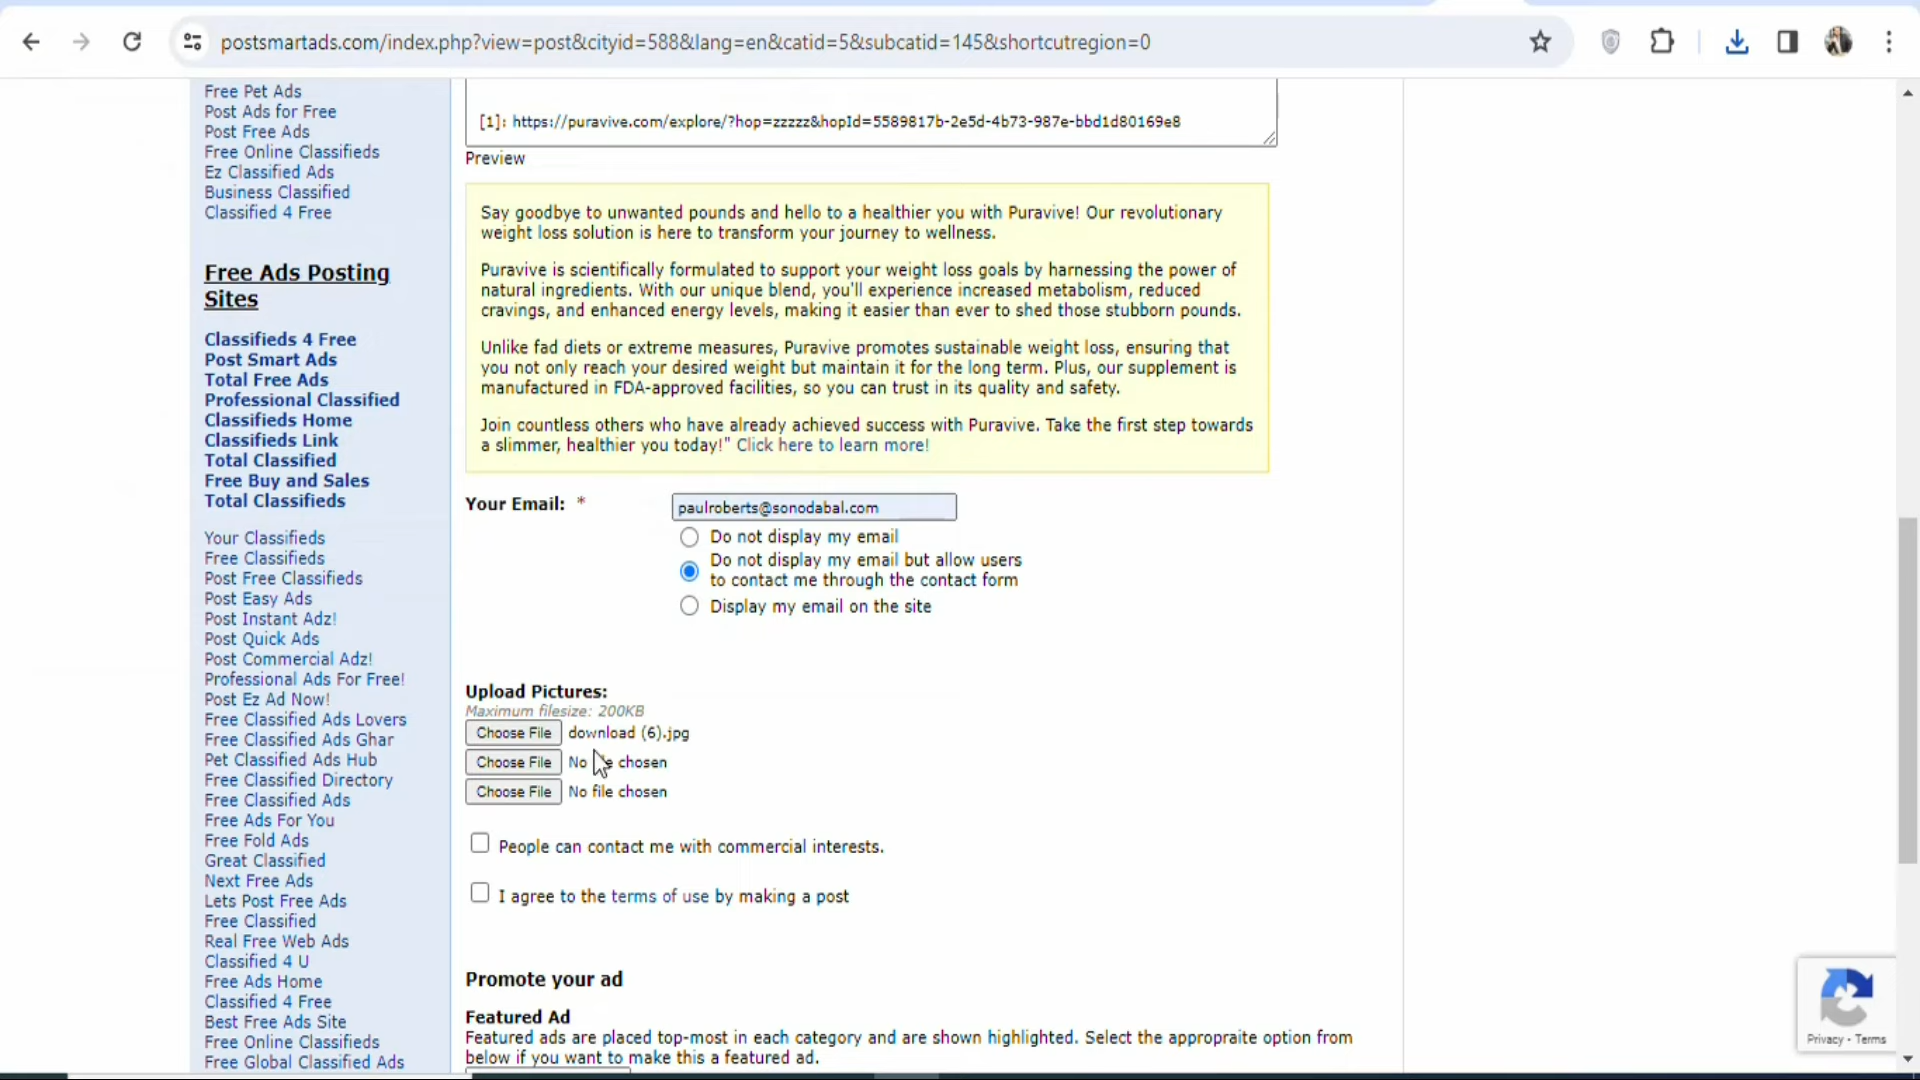 postsmartads.com/index.php?view=post&cityid=588&lang=en&catid=5&subcatid=145&shortcutregion=0
Free Pet Ads
Post Ads for Free
Post Free Ads
Free Online Classifieds
Ez Classified Ads
Business Classified
Classified 4 Free
Free Ads Posting
Sites
Classifieds 4 Free
Post Smart Ads
Total Free Ads
Professional Classified
Classifieds Home
Classifieds Link
Total Classified
Free Buy and Sales
Total Classifieds
Your Classifieds
Free Classifieds
Post Free Classifieds
Post Easy Ads
Post Instant Adz!
Post Quick Ads
Post Commercial Adz!
Professional Ads For Free!
Post Ez Ad Now!
Free Classified Ads Lovers
Free Classified Ads Ghar
Pet Classified Ads Hub
Free Classified Directory
Free Classified Ads
Free Ads For You
Free Fold Ads
Great Classified
Next Free Ads
Lets Post Free Ads
Free Classified
Real Free Web Ads
Classified 4 U
Free Ads Home
Classified 4 Free
Best Free Ads Site
Free Online Classifieds
Free Global Classified Ads
[1]: https://puravive.com/explore/?hop=zzzzz&hopId=5589817b-2e5d-4b73-987e-bbd1d80169e8
Preview
Say goodbye to unwanted pounds and hello to a healthier you with Puravive! Our revolutionary
weight loss solution is here to transform your journey to wellness.
Puravive is scientifically formulated to support your weight loss goals by harnessing the power of
natural ingredients. With our unique blend, you'll experience increased metabolism, reduced
cravings, and enhanced energy levels, making it easier than ever to shed those stubborn pounds.
Unlike fad diets or extreme measures, Puravive promotes sustainable weight loss, ensuring that
you not only reach your desired weight but maintain it for the long term. Plus, our supplement is
manufactured in FDA-approved facilities, so you can trust in its quality and safety.
Join countless others who have already achieved success with Puravive. Take the first step towards
a slimmer, healthier you today!" Click here to learn more!
Your Email: *
paulroberts@sonodabal.com
Do not display my email
Do not display my email but allow users
to contact me through the contact form
Display my email on the site
Upload Pictures:
Maximum filesize: 200KB
Choose File download (6).jpg
Choose File No chosen
Choose File No file chosen
People can contact me with commercial interests.
I agree to the terms of use by making a post
Promote your ad
Featured Ad
Featured ads are placed top-most in each category and are shown highlighted. Select the appropraite option from
below if you want to make this a featured ad.
Privacy - Terms